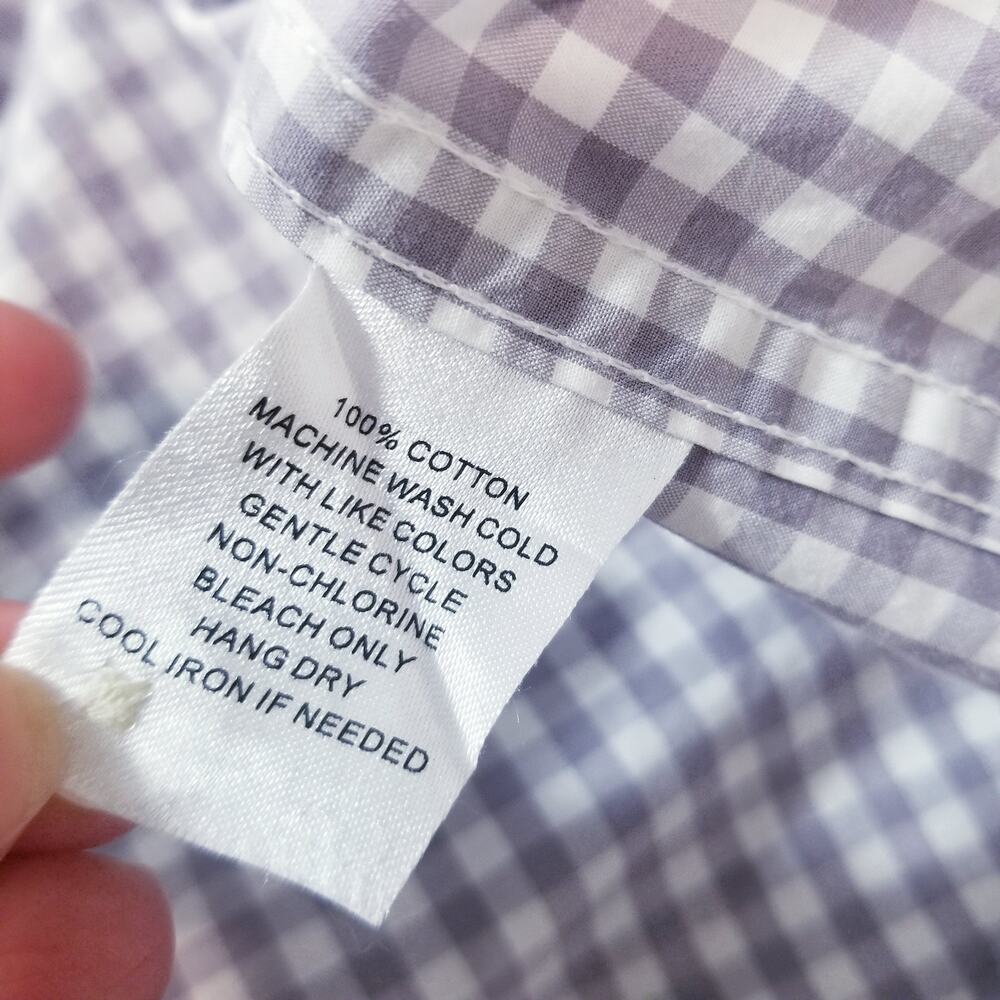 100% COTTON
MACHINE WASH COLD
WITH LIKE COLORS
GENTLE CYCLE
NON-CHLORINE
BLEACH ONLY
HANG DRY
COOL IRON IF NEEDED